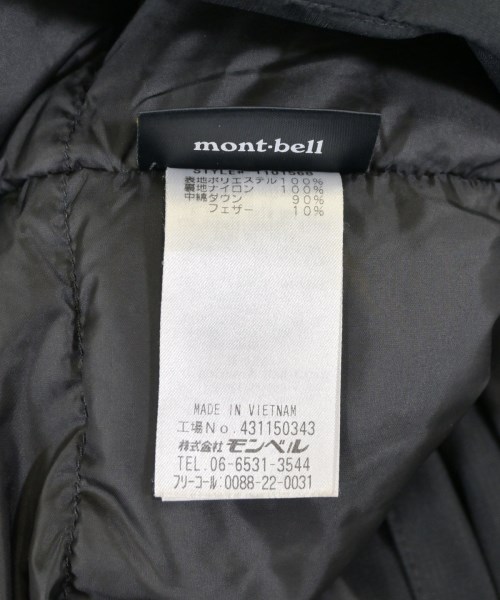 mont-bell
STYLE#
表地ポリエステル100%
裏地ナイロン 100%
中綿ダウン 90%
フェザー 10%
MADE IN VIETNAM
工場No.431150343
株式会社モンベル
TEL.06-6531-3544
フリーコール:0088-22-0031